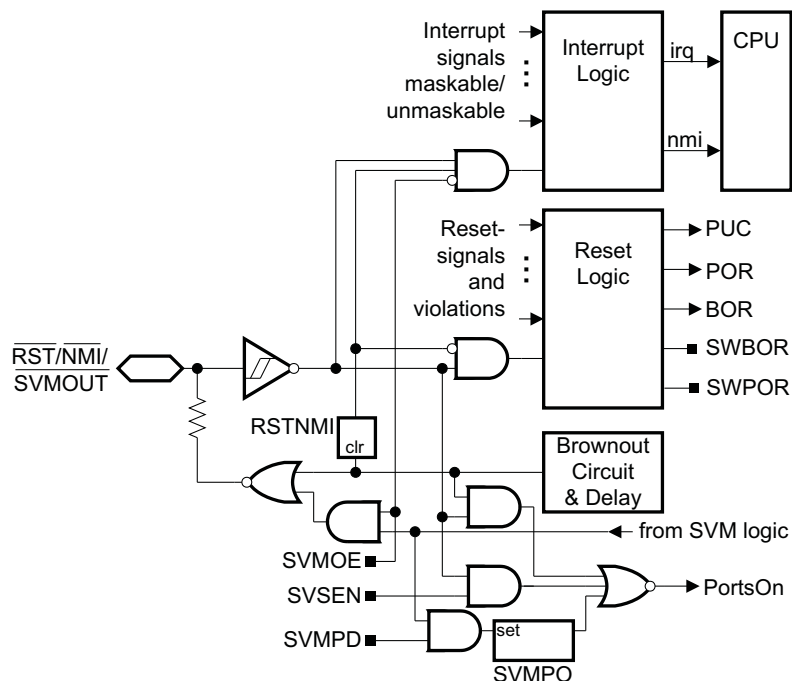 Interrupt
signals
maskable/
unmaskable
Interrupt
Logic
irq
nmi
CPU
Reset-
signals
and
violations
Reset
Logic
PUC
POR
BOR
SWBOR
SWPOR
RST/NMI/
SVMOUT
RSTNMI
clr
Brownout
Circuit
& Delay
from SVM logic
SVMOE
SVSEN
SVMPD
set
SVMPO
PortsOn